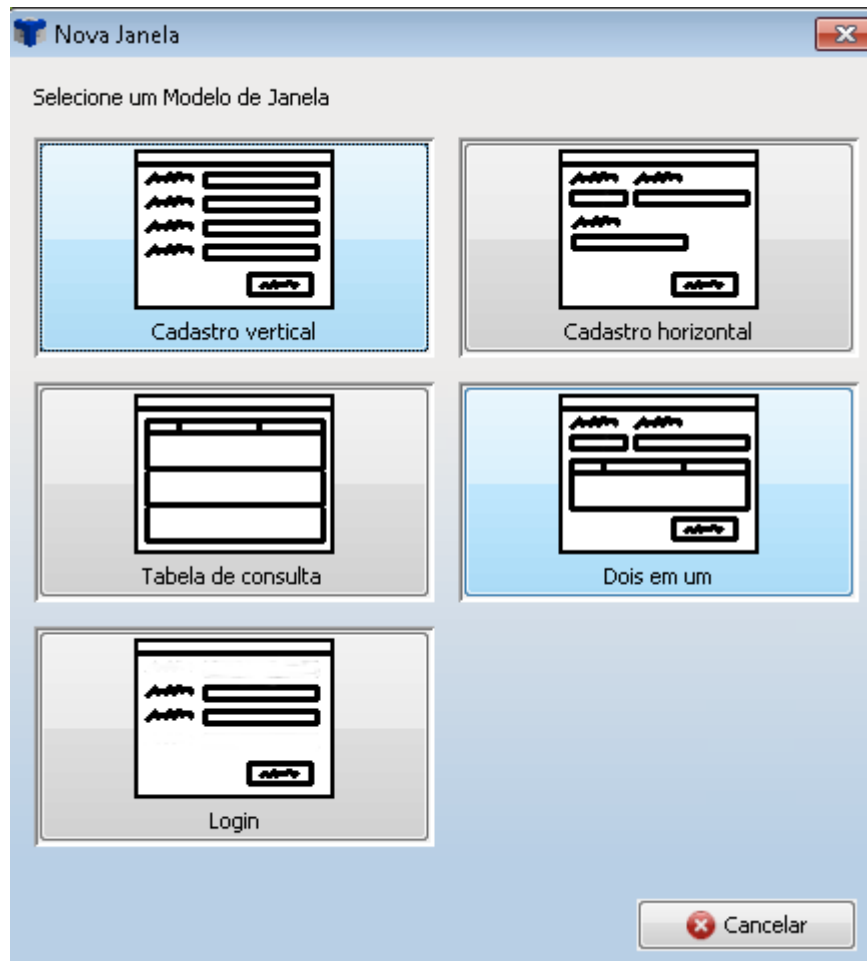 Nova Janela
Selecione um Modelo de Janela
Cadastro vertical
Cadastro horizontal
Tabela de consulta
Dois em um
Login
Cancelar